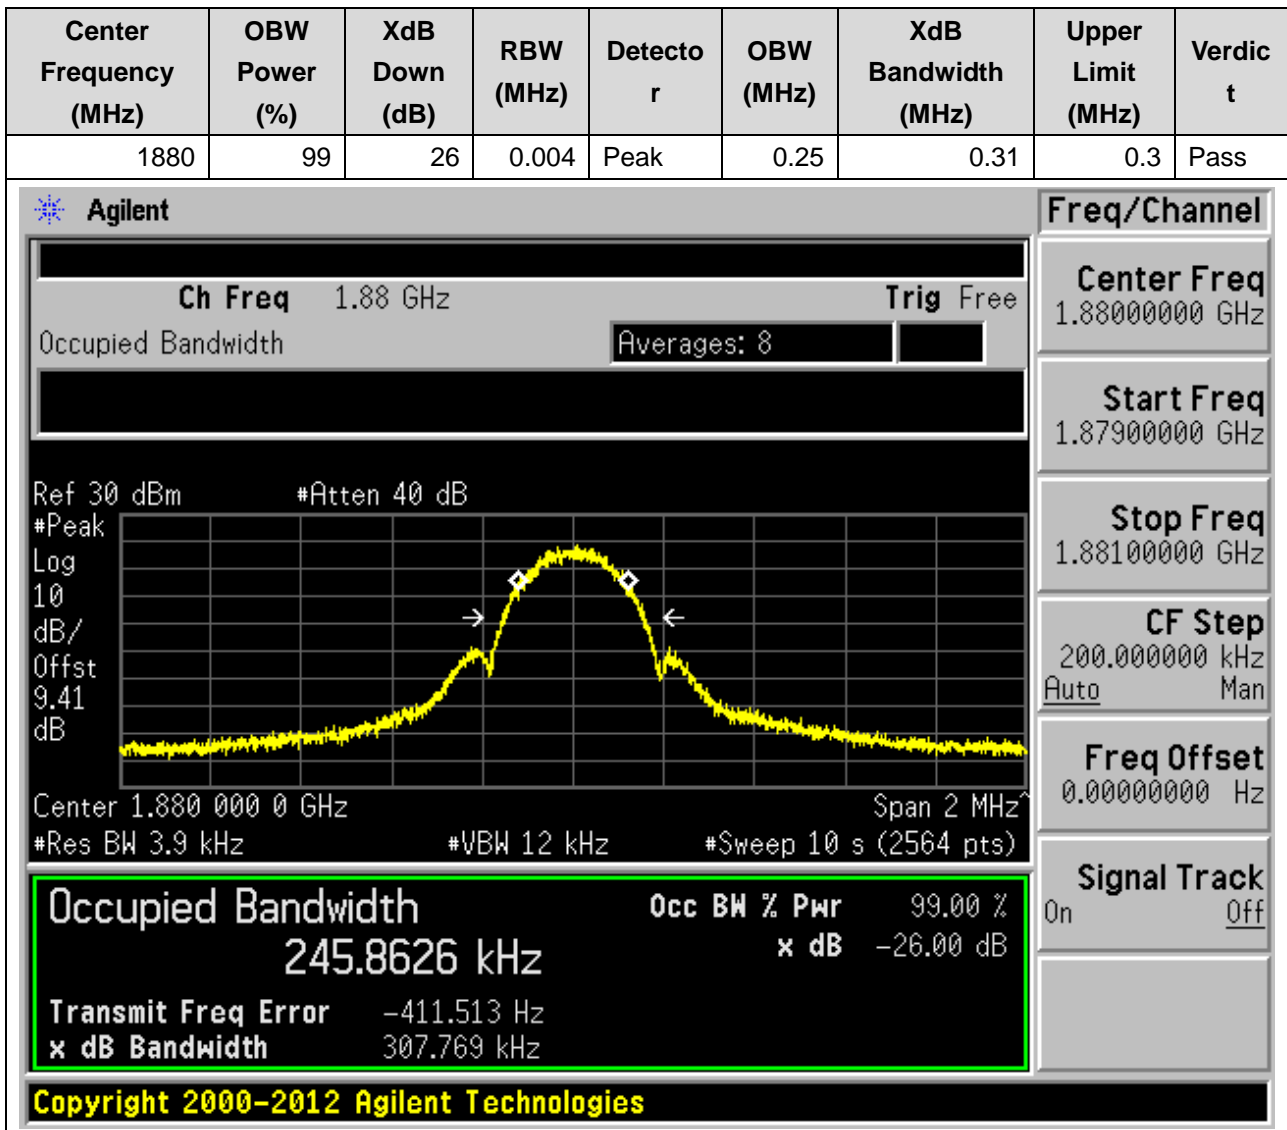 Center Frequency (MHz) OBW Power (%) XdB Down (dB) RBW (MHz) Detecto r OBW (MHz) XdB Bandwidth (MHz) Upper Limit (MHz) Verdic t
1880 99 26 0.004 Peak 0.25 0.31 0.3 Pass
Agilent Freq/Channel
Ch Freq 1.88 GHz Trig Free
Occupied Bandwidth Averages: 8
Center Freq
1.88000000 GHz
Start Freq
1.87900000 GHz
Stop Freq
1.88100000 GHz
CF Step
200.000000 kHz
Auto Man
Freq Offset
0.00000000 Hz
Signal Track
On Off
Ref 30 dBm #Atten 40 dB
#Peak
Log
10
dB/
Offst
9.41
dB
Center 1.880 000 0 GHz Span 2 MHz^
#Res BW 3.9 kHz #VBW 12 kHz #Sweep 10 s (2564 pts)
Occupied Bandwidth Occ BW % Pwr 99.00 %
245.8626 kHz x dB -26.00 dB
Transmit Freq Error -411.513 Hz
x dB Bandwidth 307.769 kHz
Copyright 2000-2012 Agilent Technologies